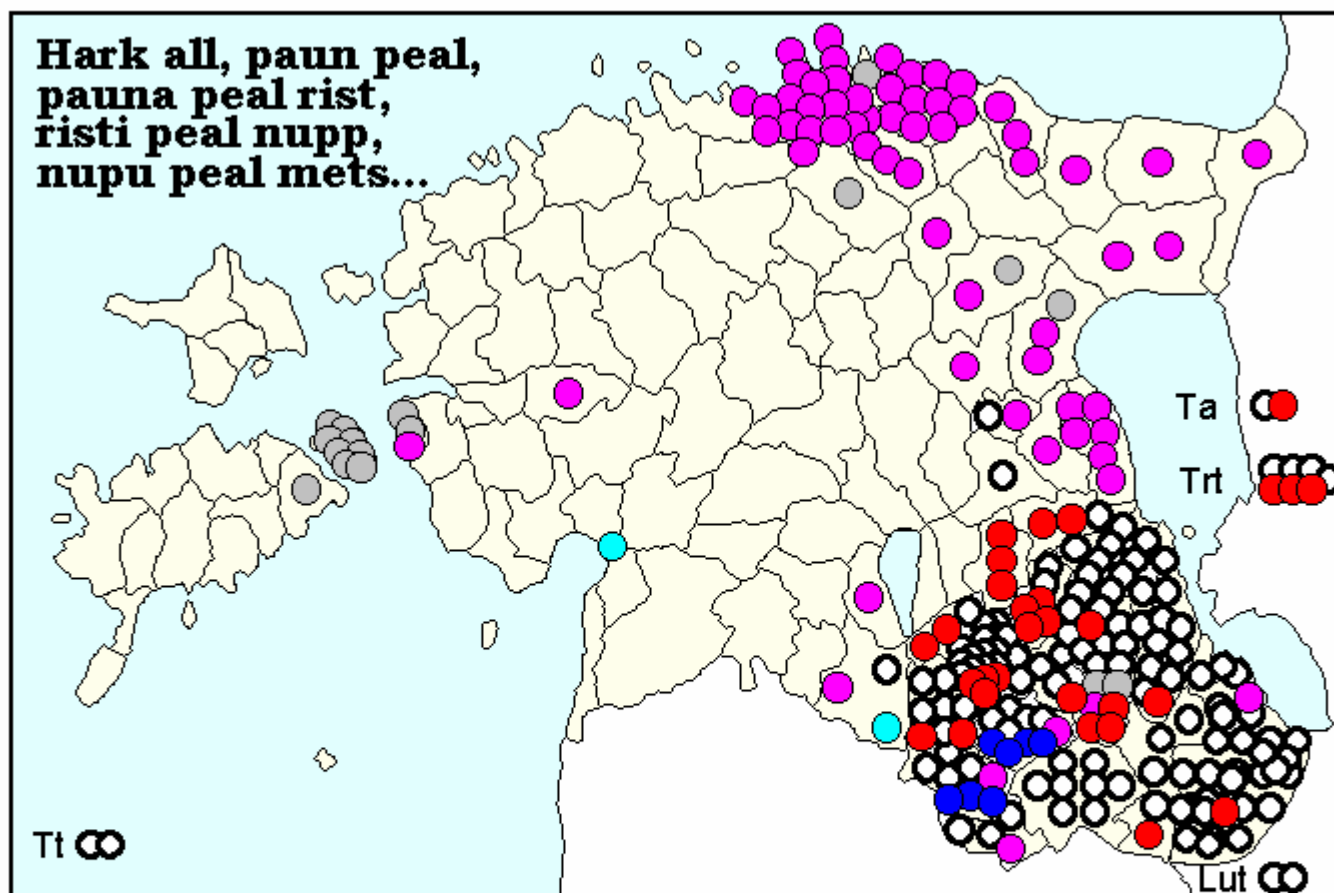 Hark all, paun peal,
pauna peal rist,
risti peal nupp,
nupu peal mets...
Ta
Trt
Tt
Lut